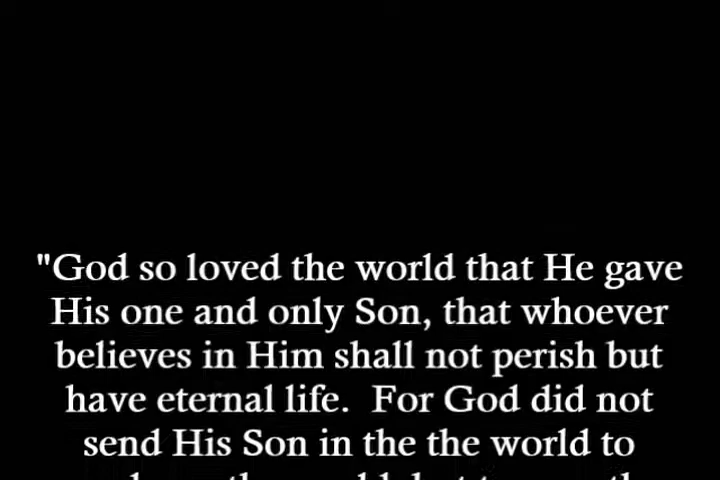 "God so loved the world that He gave
His one and only Son, that whoever
believes in Him shall not perish but
have eternal life.  For God did not
send His Son in the the world to